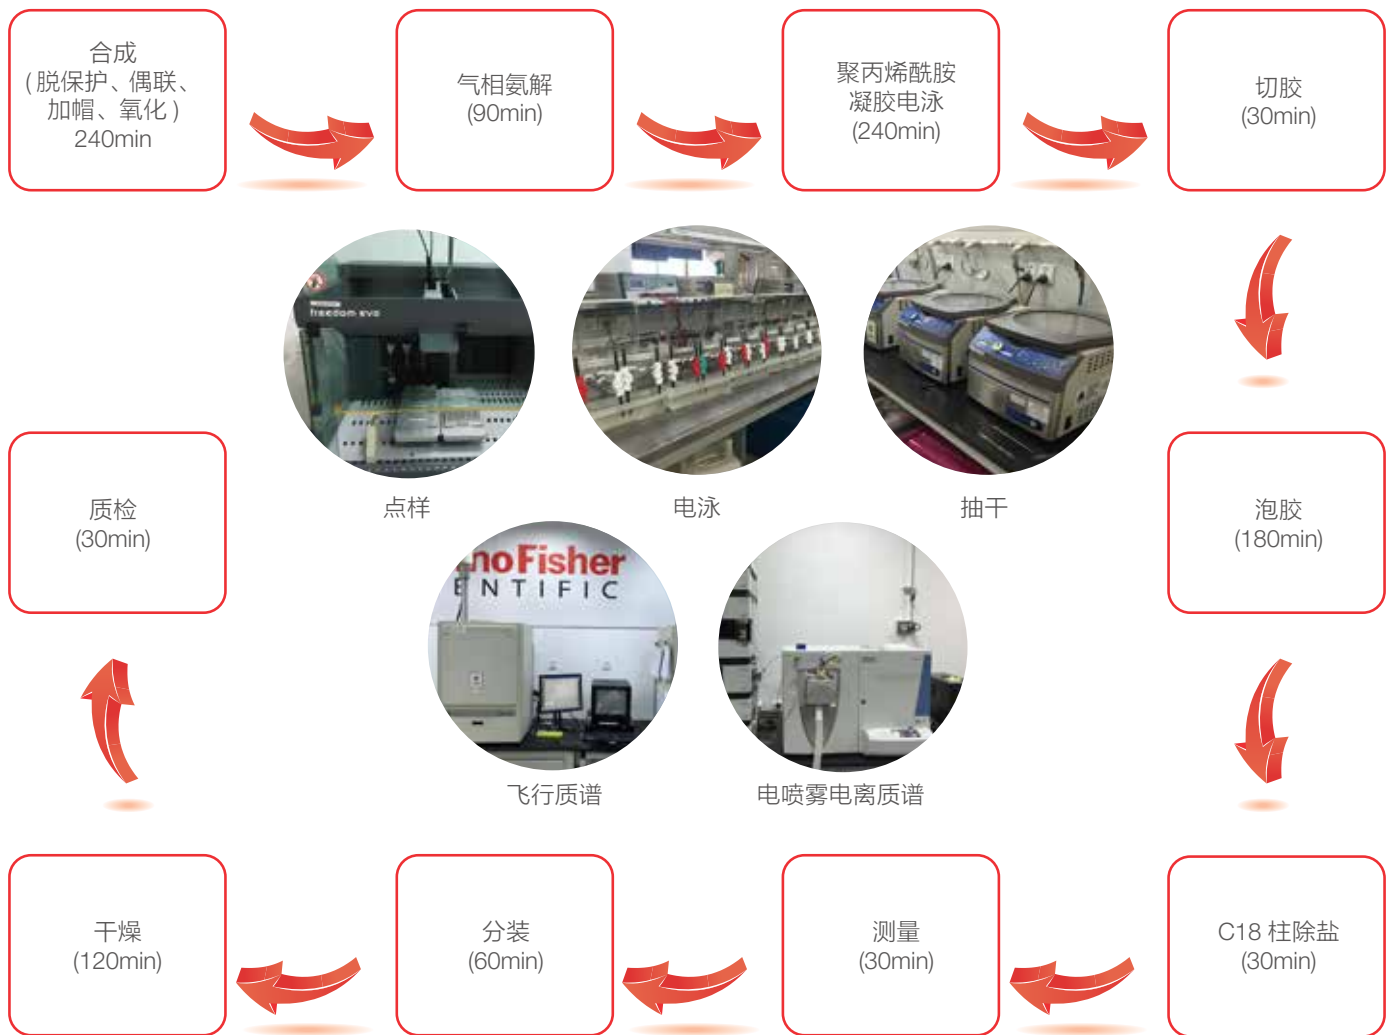 合成
(脱保护、偶联、
加帽、氧化)
240min
气相氨解
(90min)
聚丙烯酰胺
凝胶电泳
(240min)
切胶
(30min)
freedom evo
点样
电泳
抽干
质检
(30min)
泡胶
(180min)
noFisher
ENTIFIC
飞行质谱
电喷雾电离质谱
干燥
(120min)
分装
(60min)
测量
(30min)
C18 柱除盐
(30min)